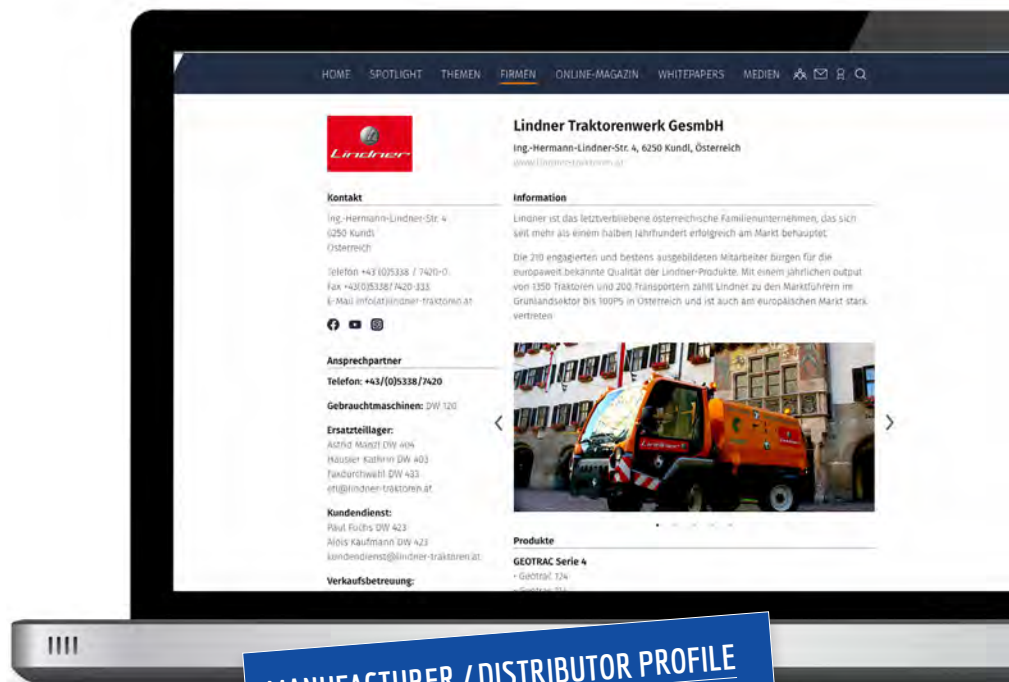 HOME SPOTLIGHT THEMEN FIRMEN ONLINE-MAGAZIN WHITEPAPERS MEDIEN
Lindner
Lindner Traktorenwerk GesmbH
Ing.-Hermann-Lindner-Str. 4, 6250 Kundl, Österreich
www.lindner-traktoren.at
Kontakt
Ing.-Hermann-Lindner-Str. 4
6250 Kundl
Österreich
Telefon +43 (0)5338 / 7420-0
Fax +43(0)5338/7420-333
E-Mail info(at)lindner-traktoren.at
Ansprechpartner
Telefon: +43/(0)5338/7420
Gebrauchtmaschinen: DW 120
Ersatzteillager:
Astrid Manzl DW 404
Häusler Kathrin DW 403
Faxdurchwahl DW 433
etl@lindner-traktoren.at
Kundendienst:
Paul Fuchs DW 423
Alois Kaufmann DW 423
kundendienst@lindner-traktoren.at
Verkaufsbetreuung:
Information
Lindner ist das letztverbliebene österreichische Familienunternehmen, das sich
seit mehr als einem halben Jahrhundert erfolgreich am Markt behauptet.
Die 210 engagierten und bestens ausgebildeten Mitarbeiter bürgen für die
europaweit bekannte Qualität der Lindner-Produkte. Mit einem jährlichen output
von 1350 Traktoren und 200 Transportern zählt Lindner zu den Marktführern im
Grünlandsektor bis 100PS in Österreich und ist auch am europäischen Markt stark
vertreten
Lindner
Produkte
GEOTRAC Serie 4
- Geotrac 124
MANUFACTURER / DISTRIBUTOR PROFILE